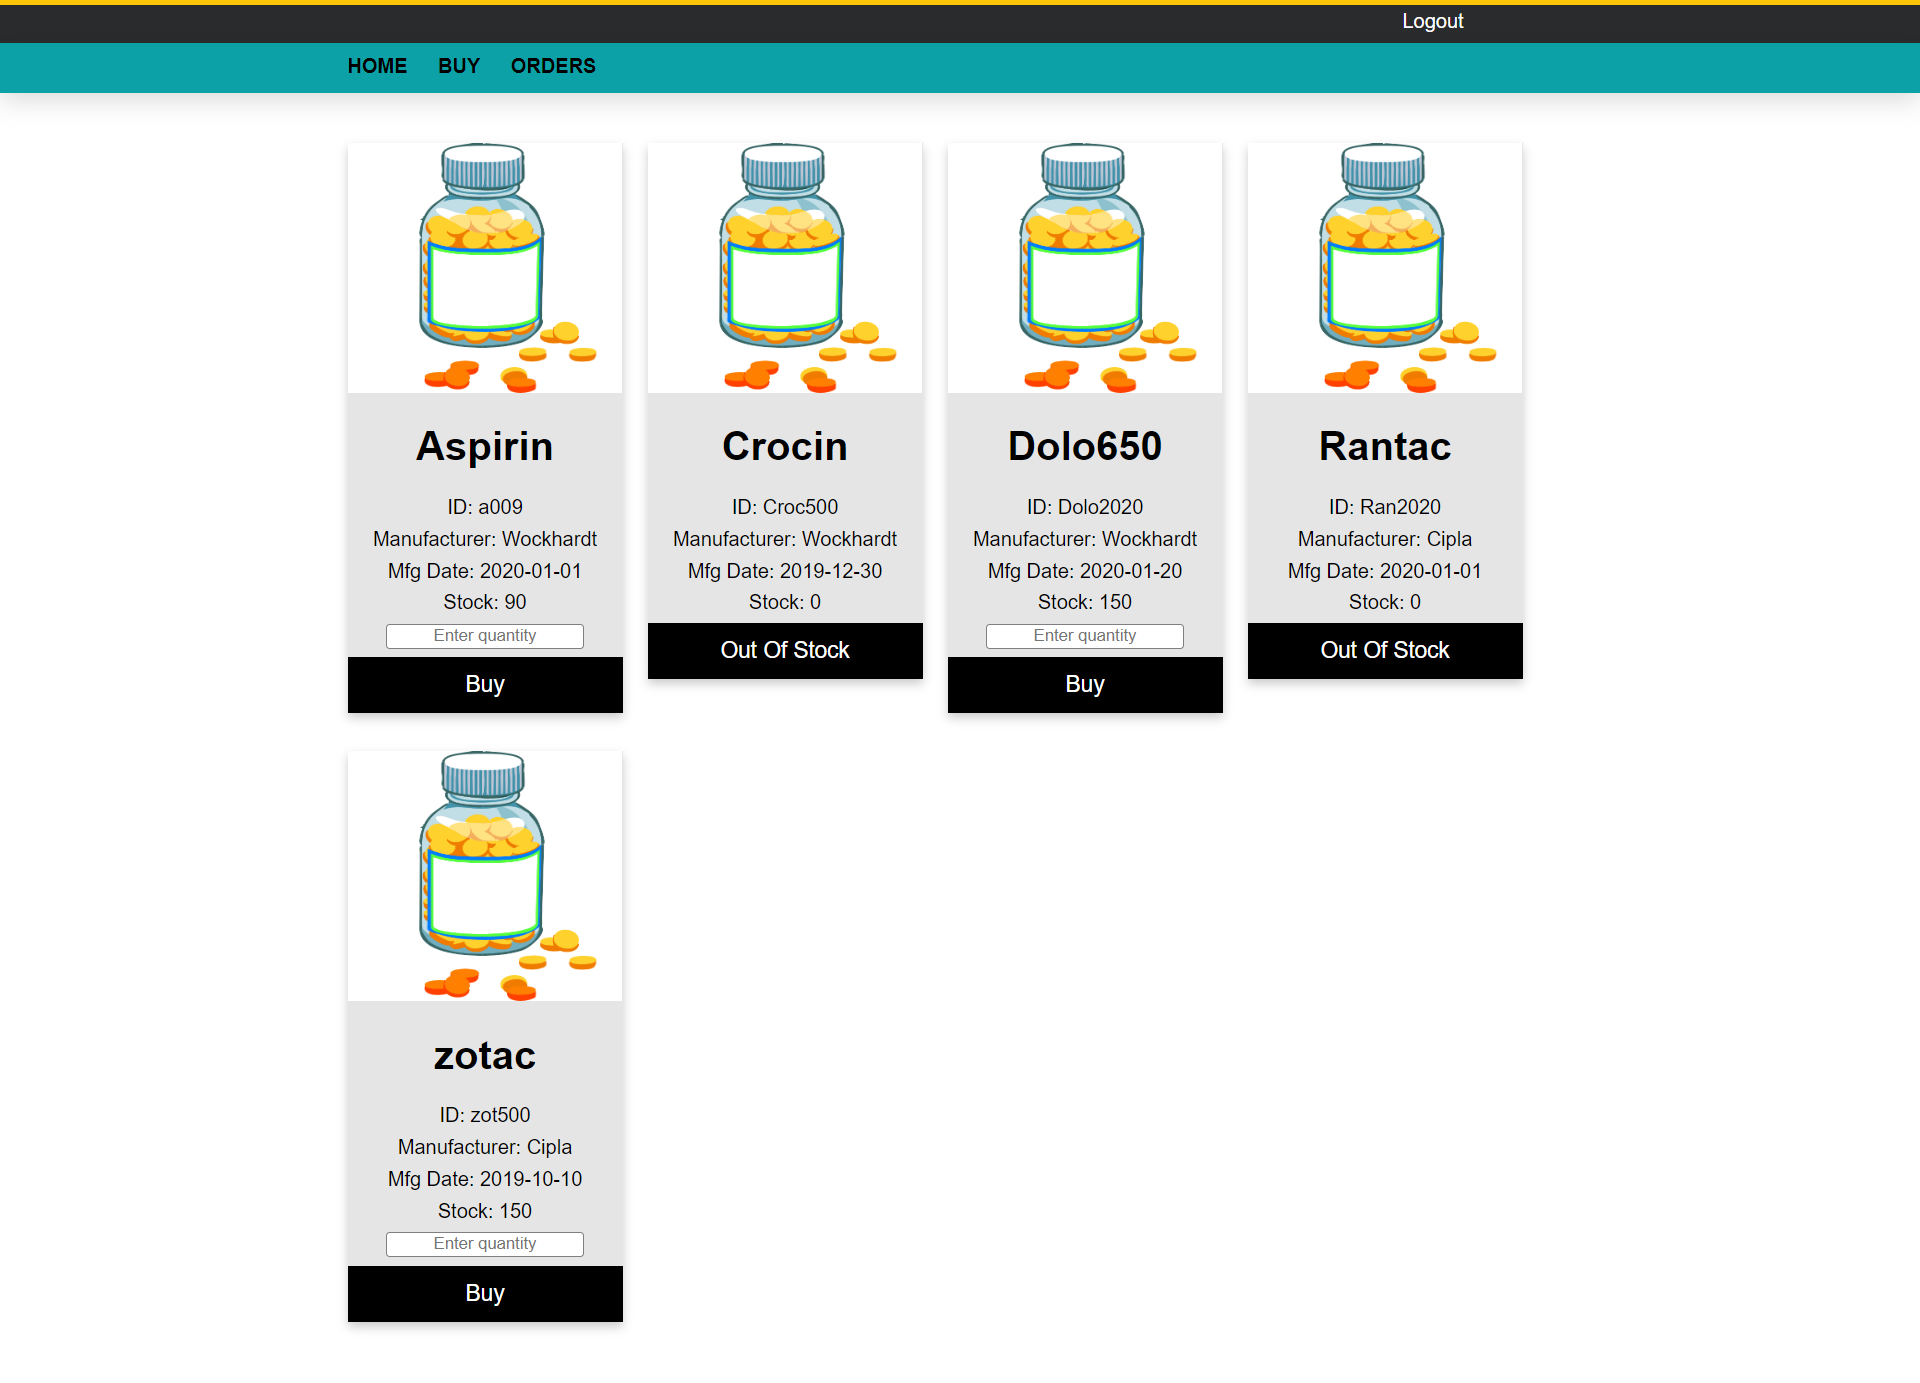 Logout
HOME BUY ORDERS
Aspirin
ID: a009
Manufacturer: Wockhardt
Mfg Date: 2020-01-01
Stock: 90
Enter quantity
Buy
Crocin
ID: Croc500
Manufacturer: Wockhardt
Mfg Date: 2019-12-30
Stock: 0
Out Of Stock
Dolo650
ID: Dolo2020
Manufacturer: Wockhardt
Mfg Date: 2020-01-20
Stock: 150
Enter quantity
Buy
Rantac
ID: Ran2020
Manufacturer: Cipla
Mfg Date: 2020-01-01
Stock: 0
Out Of Stock
zotac
ID: zot500
Manufacturer: Cipla
Mfg Date: 2019-10-10
Stock: 150
Enter quantity
Buy